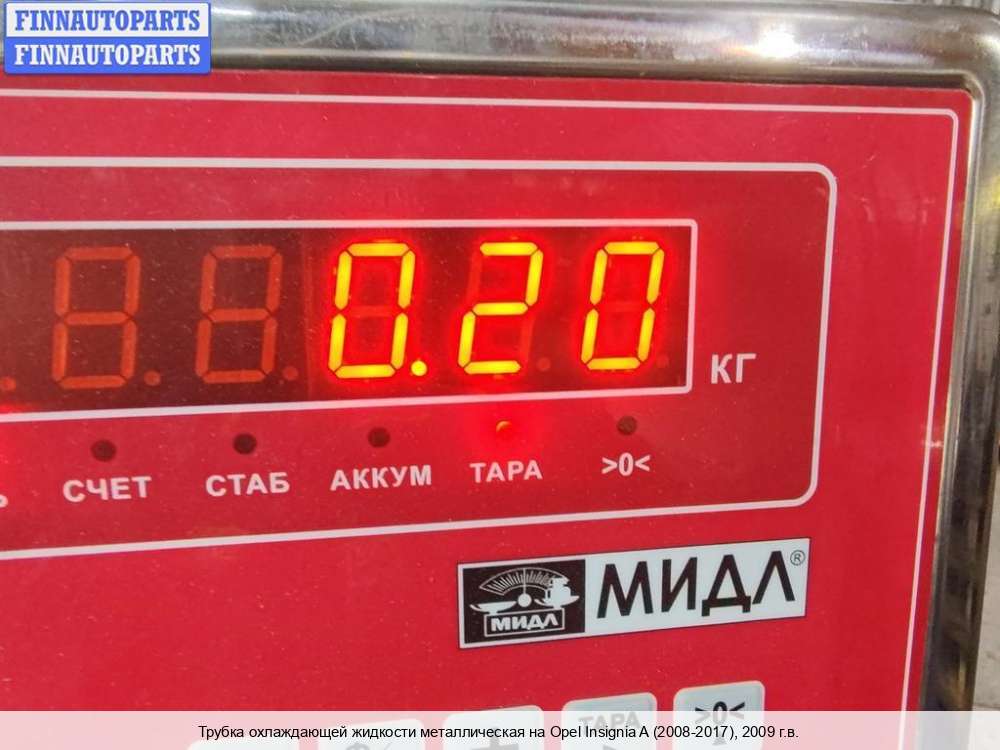 FINNAUTOPARTS
FINNAUTOPARTS
0.20
КГ
СЧЕТ СТАБ АККУМ ТАРА >0<
МИДЛ МИДЛ®
ТАРА >0<
Трубка охлаждающей жидкости металлическая на Opel Insignia A (2008-2017), 2009 г.в.